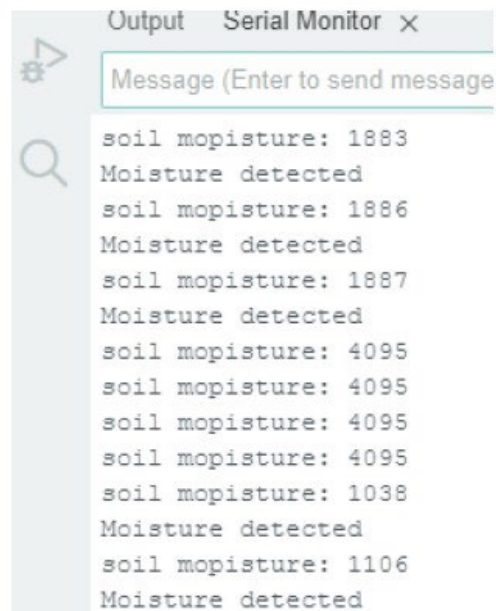 Output Serial Monitor ×
Message (Enter to send message
soil mopisture: 1883
Moisture detected
soil mopisture: 1886
Moisture detected
soil mopisture: 1887
Moisture detected
soil mopisture: 4095
soil mopisture: 4095
soil mopisture: 4095
soil mopisture: 4095
soil mopisture: 1038
Moisture detected
soil mopisture: 1106
Moisture detected